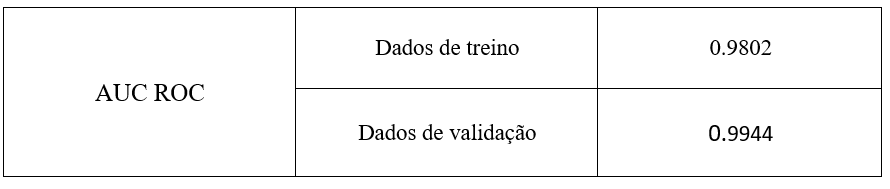 AUC ROC
Dados de treino
0.9802
Dados de validação
0.9944